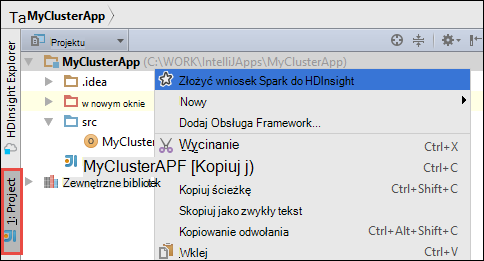 Ta MyClusterApp
Projektu
MyClusterApp (C:\WORK\IntelliJApps\MyClusterApp)
.idea
w nowym oknie
src
MyCluster
Zewnętrzne bibliotek
HDInsight Explorer
1: Project
Złożyć wniosek Spark do HDInsight
Nowy
Dodaj Obsługa Framework...
Wycinanie Ctrl+X
MyClusterAPF [Kopiuj j) Ctrl+C
Kopiuj ścieżkę Ctrl+Shift+C
Skopiuj jako zwykły tekst
Kopiowanie odwołania Ctrl+Alt+Shift+C
Wklej Ctrl+V